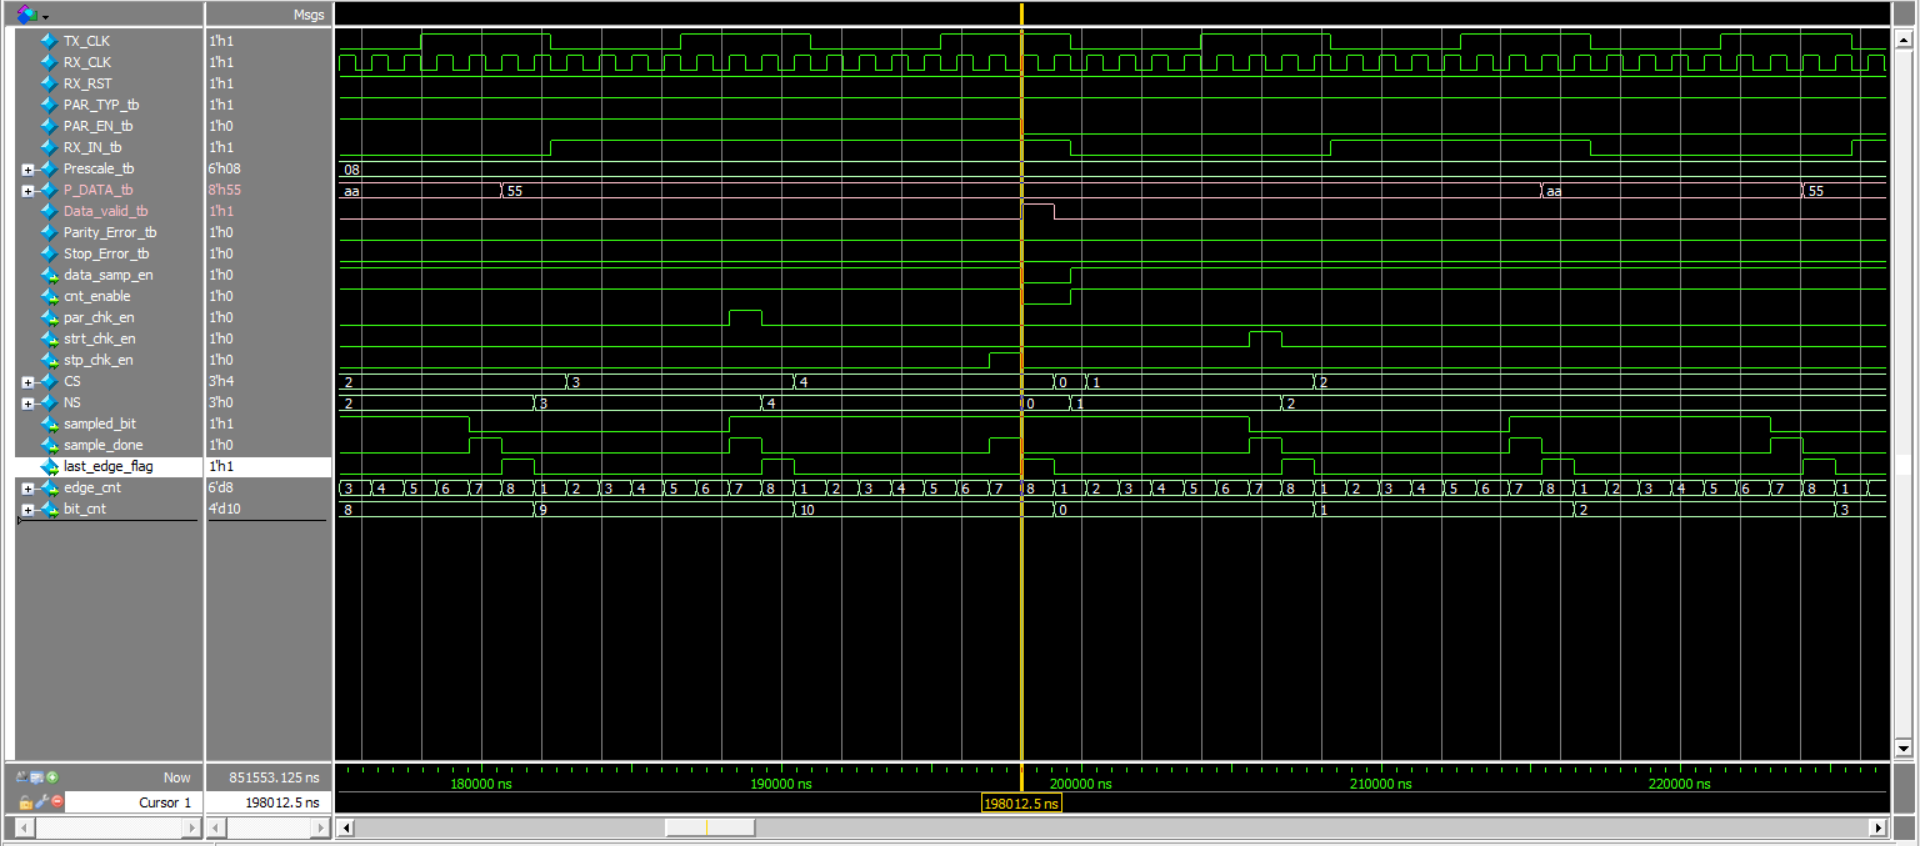 Msgs
TX_CLK 1'h1
RX_CLK 1'h1
RX_RST 1'h1
PAR_TYP_tb 1'h1
PAR_EN_tb 1'h0
RX_IN_tb 1'h1
Prescale_tb 6'h08 08
P_DATA_tb 8'h55 aa 55 aa 55
Data_valid_tb 1'h1
Parity_Error_tb 1'h0
Stop_Error_tb 1'h0
data_samp_en 1'h0
cnt_enable 1'h0
par_chk_en 1'h0
strt_chk_en 1'h0
stp_chk_en 1'h0
CS 3'h4 2 3 4 0 1 2
NS 3'h0 2 3 4 0 1 2
sampled_bit 1'h1
sample_done 1'h0
last_edge_flag 1'h1
edge_cnt 6'd8 3 4 5 6 7 8 1 2 3 4 5 6 7 8 1 2 3 4 5 6 7 8 1 2 3 4 5 6 7 8 1 2 3 4 5 6 7 8 1 2 3 4 5 6 7 8 1
bit_cnt 4'd10 8 9 10 0 1 2 3
Now 851553.125 ns 180000 ns 190000 ns 200000 ns 210000 ns 220000 ns
Cursor 1 198012.5 ns 198012.5 ns